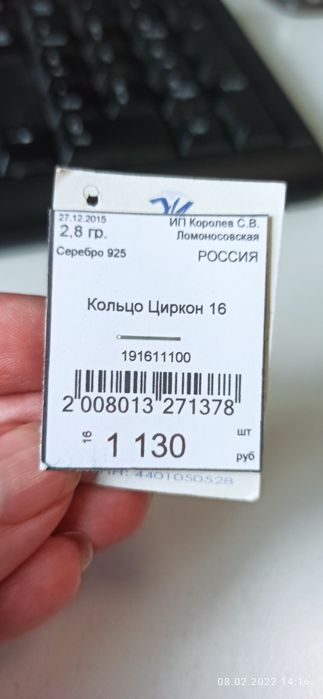 27.12.2015 ИП Королев С.В.
2,8 гр. Ломоносовская
Серебро 925 РОССИЯ
Кольцо Циркон 16
191611100
2 008013 271378
16 1 130 шт
руб
4401050528
08.02.2022 14:16